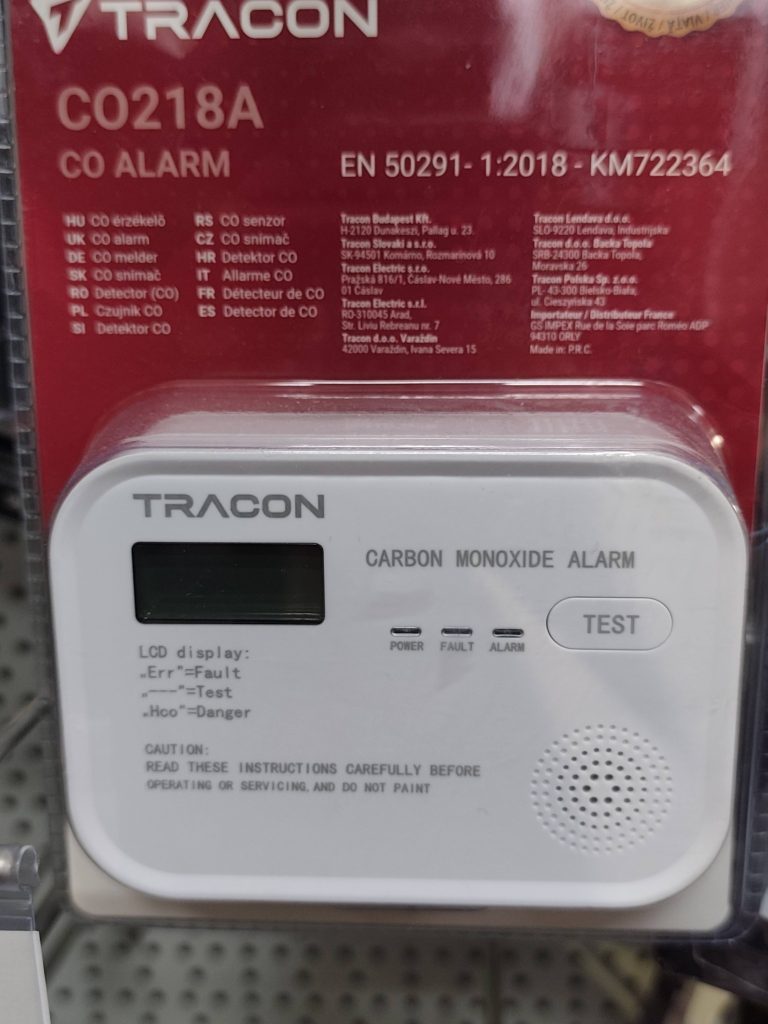 TRACON
VIAȚĂ / ŽIVOT /
CO218A
CO ALARM
EN 50291- 1:2018 - KM722364
HU CO érzékelő
UK CO alarm
DE CO melder
SK CO snímač
RO Detector (CO)
PL Czujnik CO
SI Detektor CO
RS CO senzor
CZ CO snímač
HR Detektor CO
IT Allarme CO
FR Détecteur de CO
ES Detector de CO
Tracon Budapest Kft.
H-2120 Dunakeszi, Pallag u. 23.
Tracon Slovakia s.r.o.
SK-94501 Komárno, Rozmarínová 10
Tracon Electric s.r.o.
Pražská 816/1, Čáslav-Nové Město, 286
01 Čáslav
Tracon Electric s.r.l.
RO-310045 Arad,
Str. Liviu Rebreanu nr. 7
Tracon d.o.o. Varaždin
42000 Varaždin, Ivana Severa 15
Tracon Lendava d.o.o.
SLO-9220 Lendava, Industrijska
Tracon d.o.o. Backa Topola
SRB-24300 Backa Topola,
Moravska 26
Tracon Polska Sp. z.o.o.
PL- 43-300 Bielsko-Biała,
ul. Cieszyńska 43
Importateur / Distributeur France
GS IMPEX Rue de la Soie parc Roméo ADP
94310 ORLY
Made in: P.R.C.
TRACON
CARBON MONOXIDE ALARM
TEST
POWER FAULT ALARM
LCD display:
„Err"=Fault
„---"=Test
„Hco"=Danger
CAUTION:
READ THESE INSTRUCTIONS CAREFULLY BEFORE
OPERATING OR SERVICING, AND DO NOT PAINT